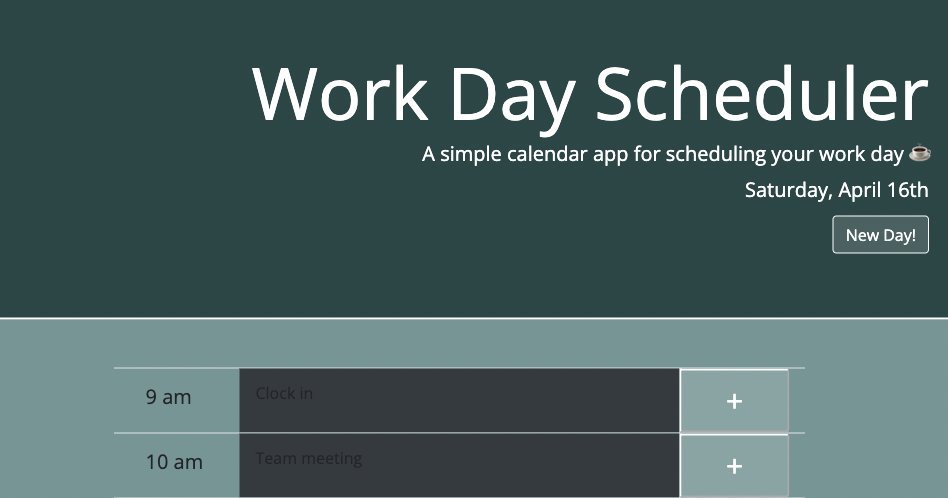 Work Day Scheduler
A simple calendar app for scheduling your work day ☕
Saturday, April 16th
New Day!
9 am Clock in +
10 am Team meeting +